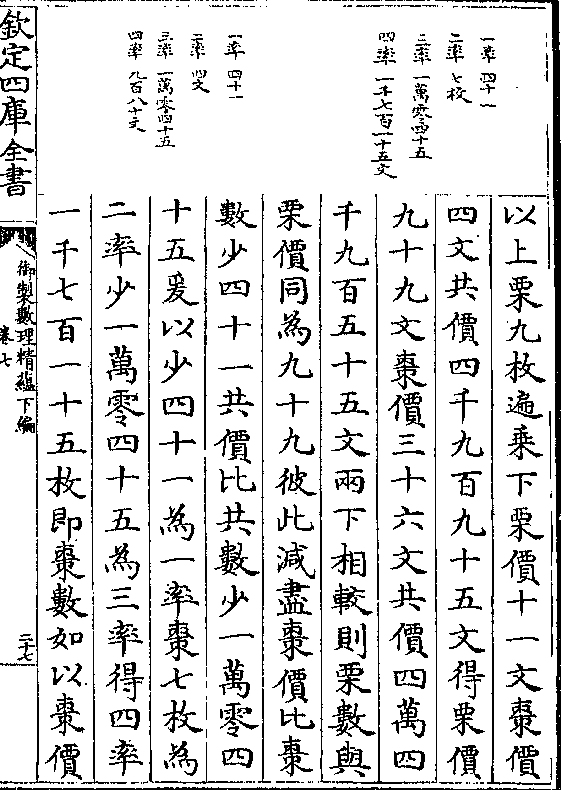 一率 四十一
二率 七枚
三率 一萬零四十五
四率 一千七百一十五文
一率 四十一
二率 四文
三率 一萬零四十五
四率 九百八十文
以上栗九枚遍乘下栗價十一文棗價
四文共價四千九百九十五文得栗價
九十九文棗價三十六文共價四萬四
千九百五十五文兩下相較則栗數與
栗價同為九十九彼此減盡棗價比棗
數少四十一共價比共數少一萬零四
十五爰以少四十一為一率棗七枚為
二率少一萬零四十五為三率得四率
一千七百一十五枚即棗數如以棗價
欽定四庫全書
御製數理精蘊下編
卷七
二十七